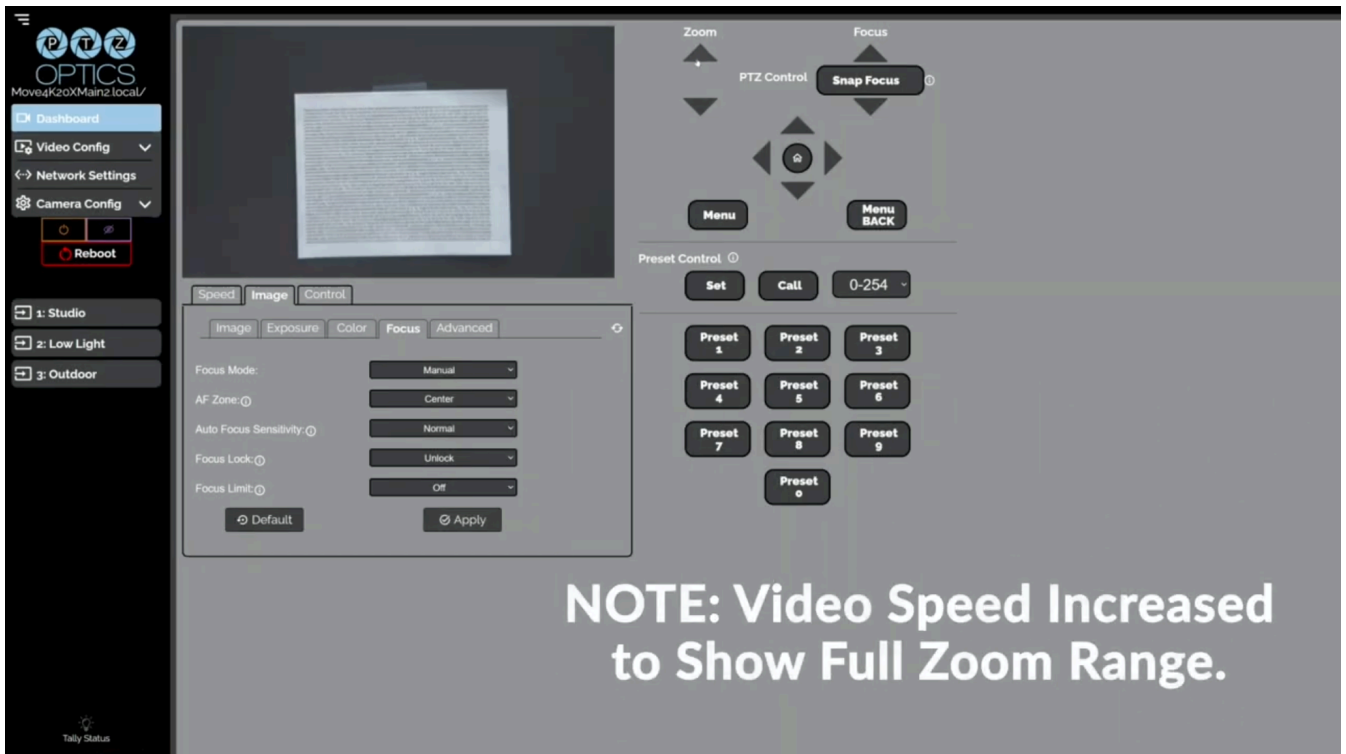 PTZ
OPTICS
Move4K20XMain2.local/
Dashboard
Video Config
Network Settings
Camera Config
Reboot
1: Studio
2: Low Light
3: Outdoor
Tally Status
Speed Image Control
Image Exposure Color Focus Advanced
Focus Mode: Manual
AF Zone: Center
Auto Focus Sensitivity: Normal
Focus Lock: Unlock
Focus Limit: Off
Default Apply
Zoom Focus
PTZ Control Snap Focus
Menu Menu BACK
Preset Control
Set Call 0-254
Preset 1 Preset 2 Preset 3
Preset 4 Preset 5 Preset 6
Preset 7 Preset 8 Preset 9
Preset 0
NOTE: Video Speed Increased
to Show Full Zoom Range.